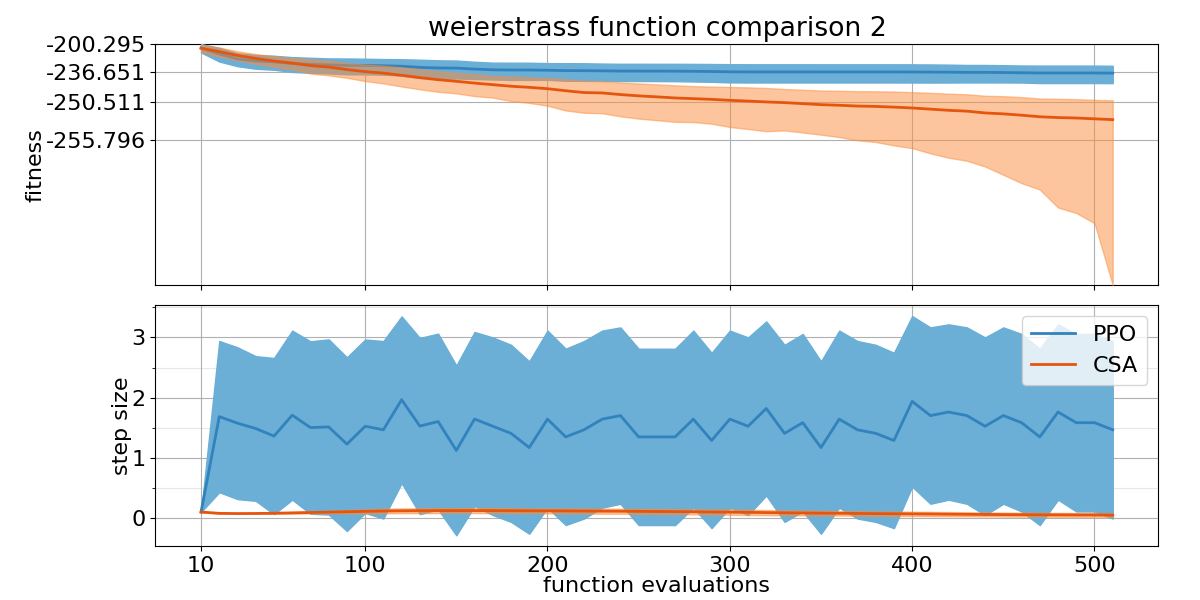 weierstrass function comparison 2
-200.295
-236.651
-250.511
-255.796
fitness
3
2
1
0
step size
PPO
CSA
10
100
200
300
400
500
function evaluations